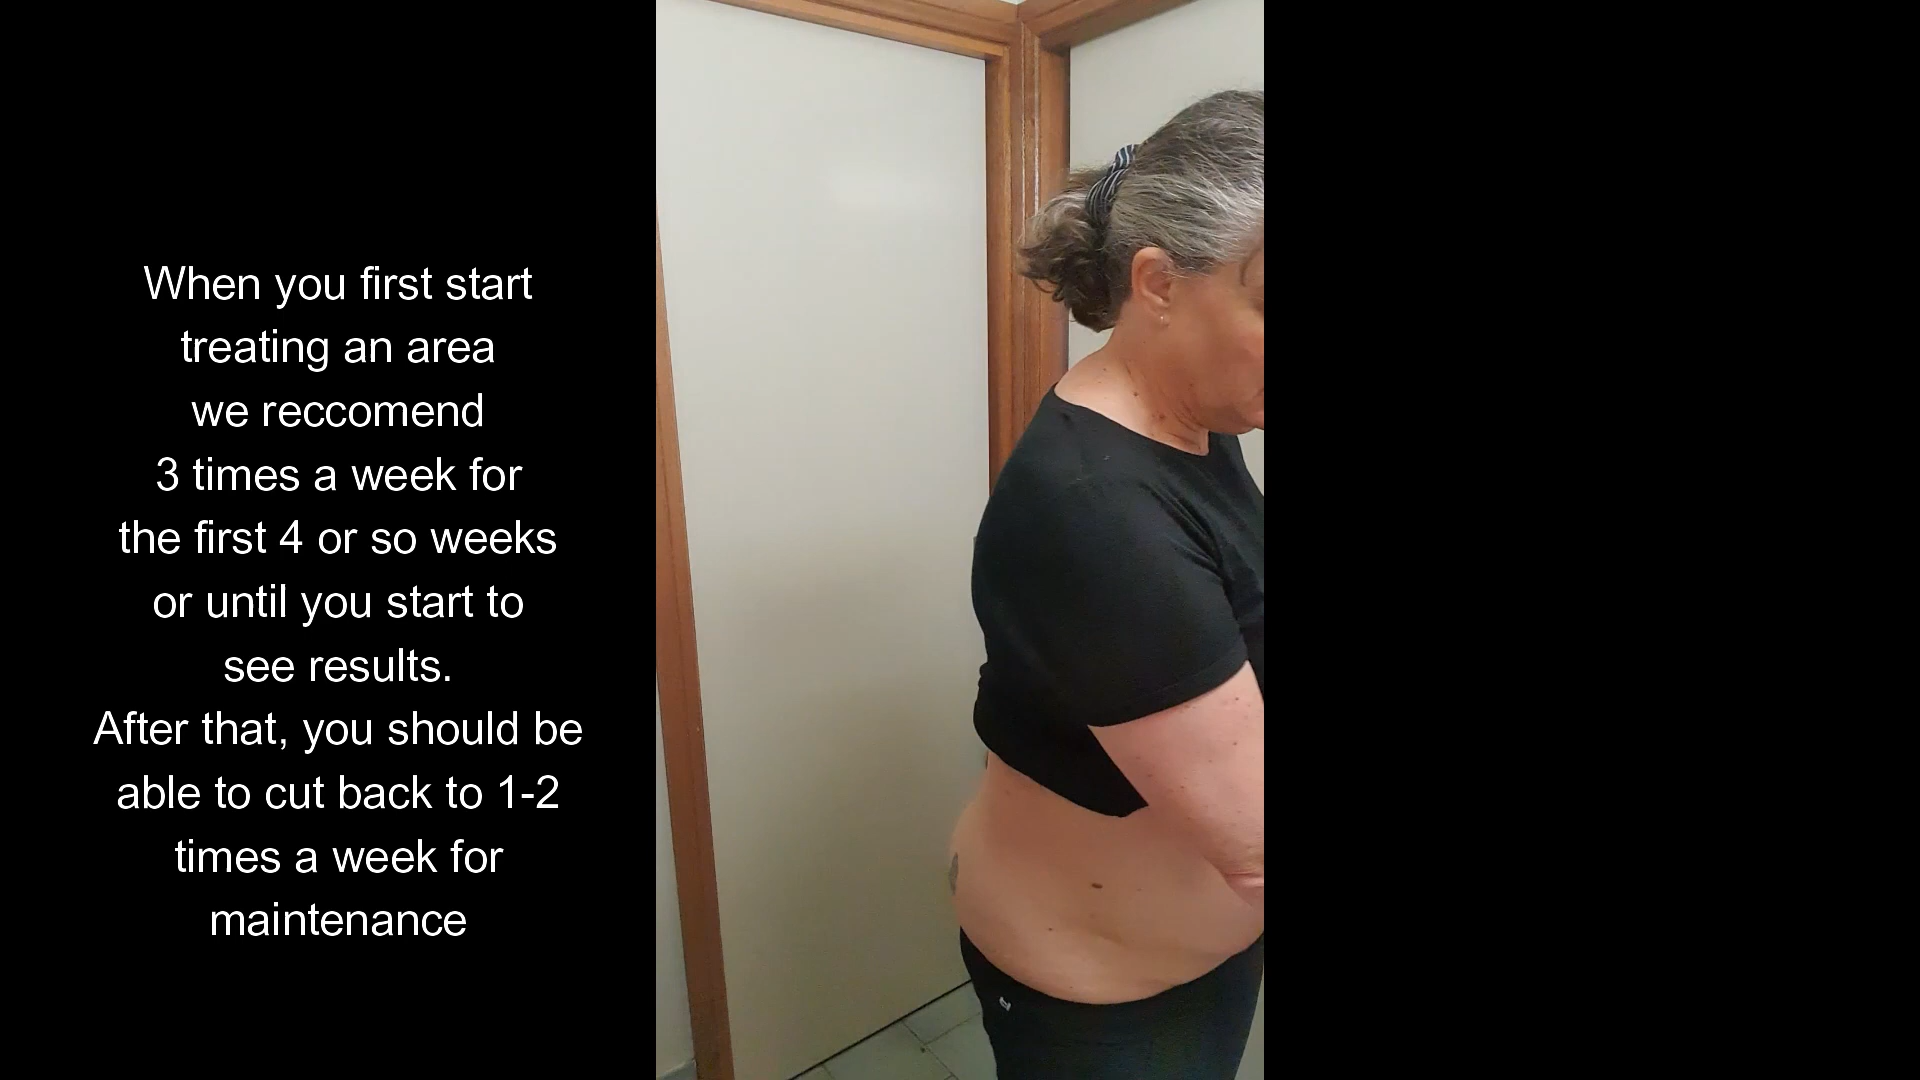 When you first start
treating an area
we reccomend
3 times a week for
the first 4 or so weeks
or until you start to
see results.
After that, you should be
able to cut back to 1-2
times a week for
maintenance